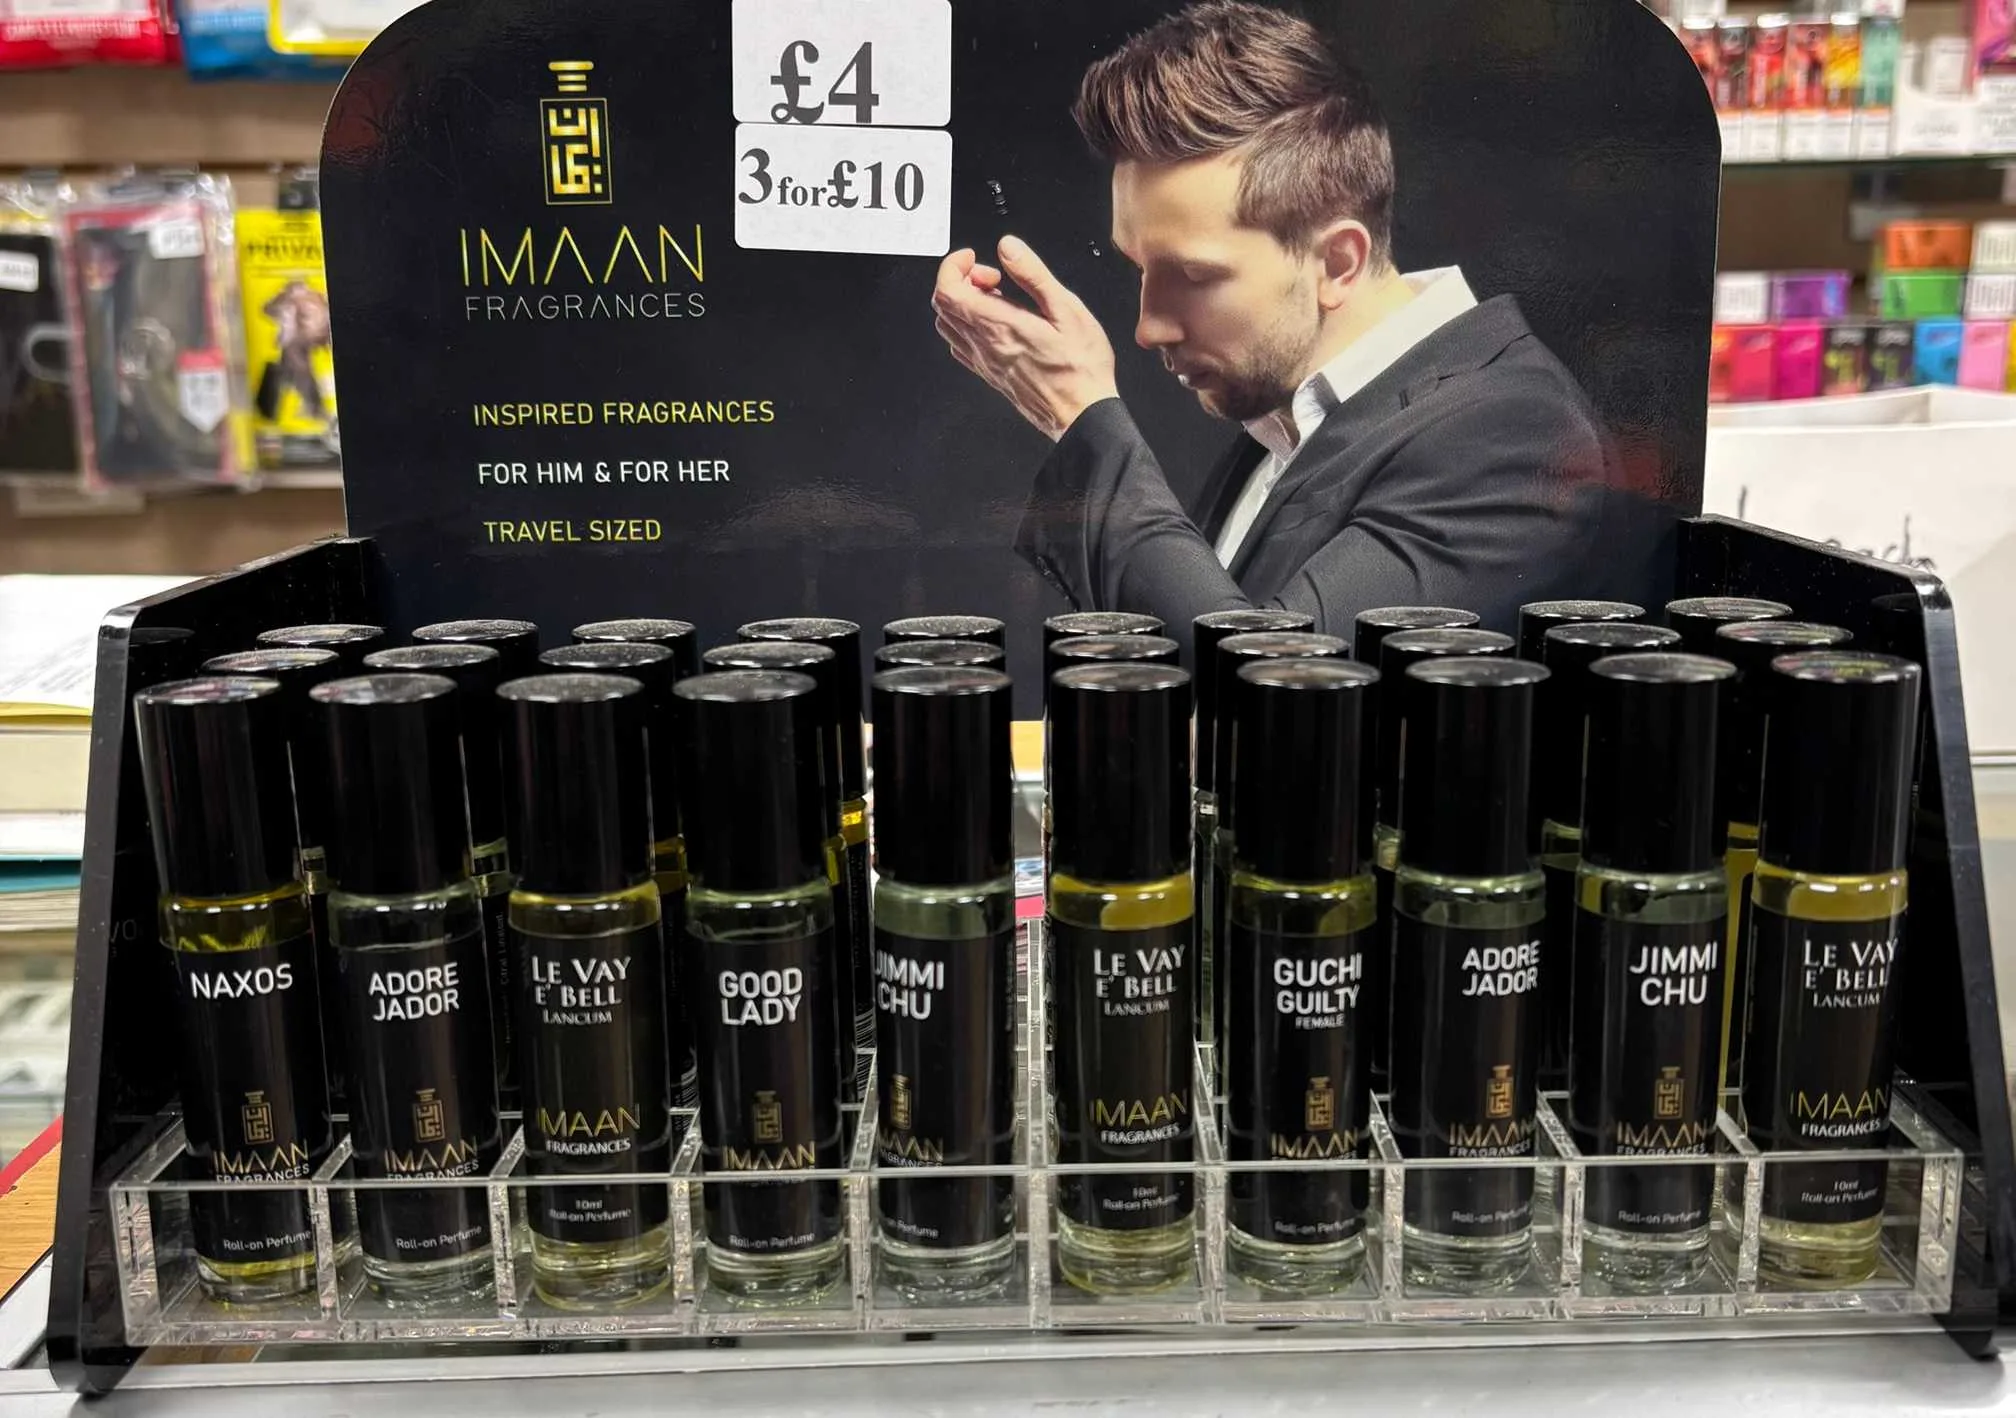 £4
3 for £10
IMAAN
FRAGRANCES
INSPIRED FRAGRANCES
FOR HIM & FOR HER
TRAVEL SIZED
NAXOS
IMAAN
FRAGRANCES
Roll-on Perfume
ADORE
JADOR
IMAAN
FRAGRANCES
Roll-on Perfume
LE VAY
E' BELL
LANCUM
IMAAN
FRAGRANCES
10ml
Roll-on Perfume
GOOD
LADY
IMAAN
FRAGRANCES
Roll-on Perfume
JIMMI
CHU
IMAAN
FRAGRANCES
Perfume
LE VAY
E' BELL
LANCUM
IMAAN
FRAGRANCES
10ml
Roll-on Perfume
GUCHI
GUILTY
FEMALE
IMAAN
Roll-on Perfume
ADORE
JADOR
IMAAN
FRAGRANCES
Roll-on Perfume
JIMMI
CHU
IMAAN
FRAGRANCES
Roll-on Perfume
LE VAY
E' BELL
LANCUM
IMAAN
FRAGRANCES
10ml
Roll-on Perfume